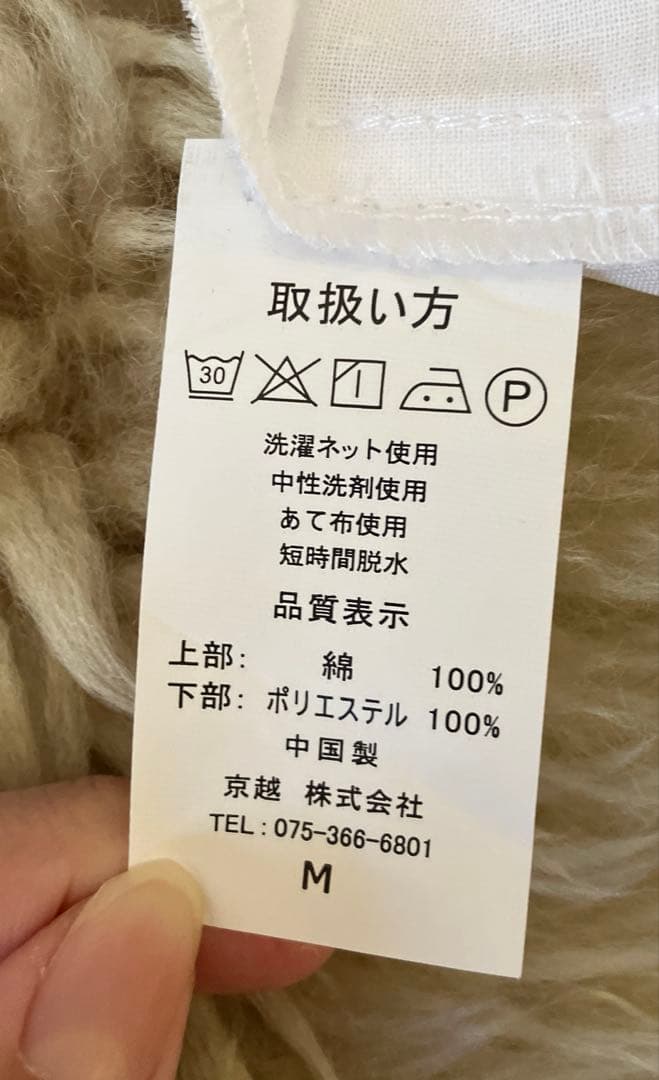 取扱い方
30 P
洗濯ネット使用
中性洗剤使用
あて布使用
短時間脱水
品質表示
上部: 綿 100%
下部: ポリエステル 100%
中国製
京越 株式会社
TEL:075-366-6801
M